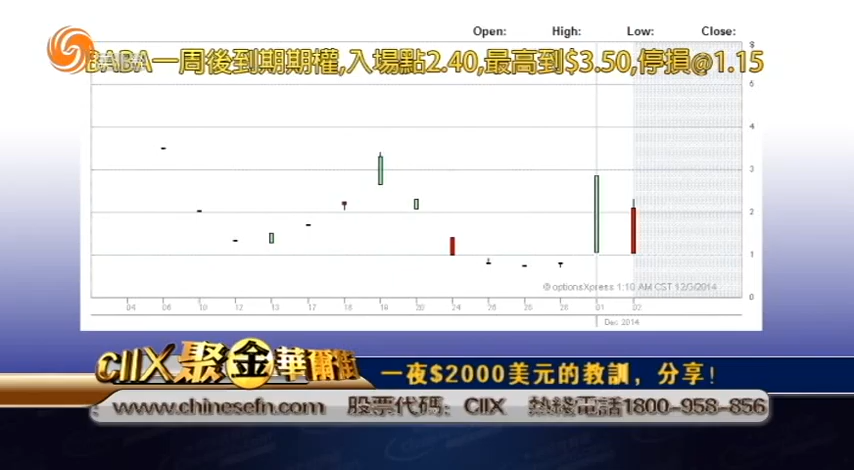 Open: High: Low: Close:
BABA一周後到期期權,入場點2.40,最高到$3.50,停損@1.15
6
5
4
3
2
1
0
© optionsXpress 1:10 AM CST 12/3/2014
04 06 10 12 13 17 18 19 20 24 26 26 28 01 02
Dec 2014
CIIX聚金華爾街
一夜$2000美元的教訓，分享！
: www.chinesefn.com 股票代碼：CIIX 熱綫電話1800-958-856